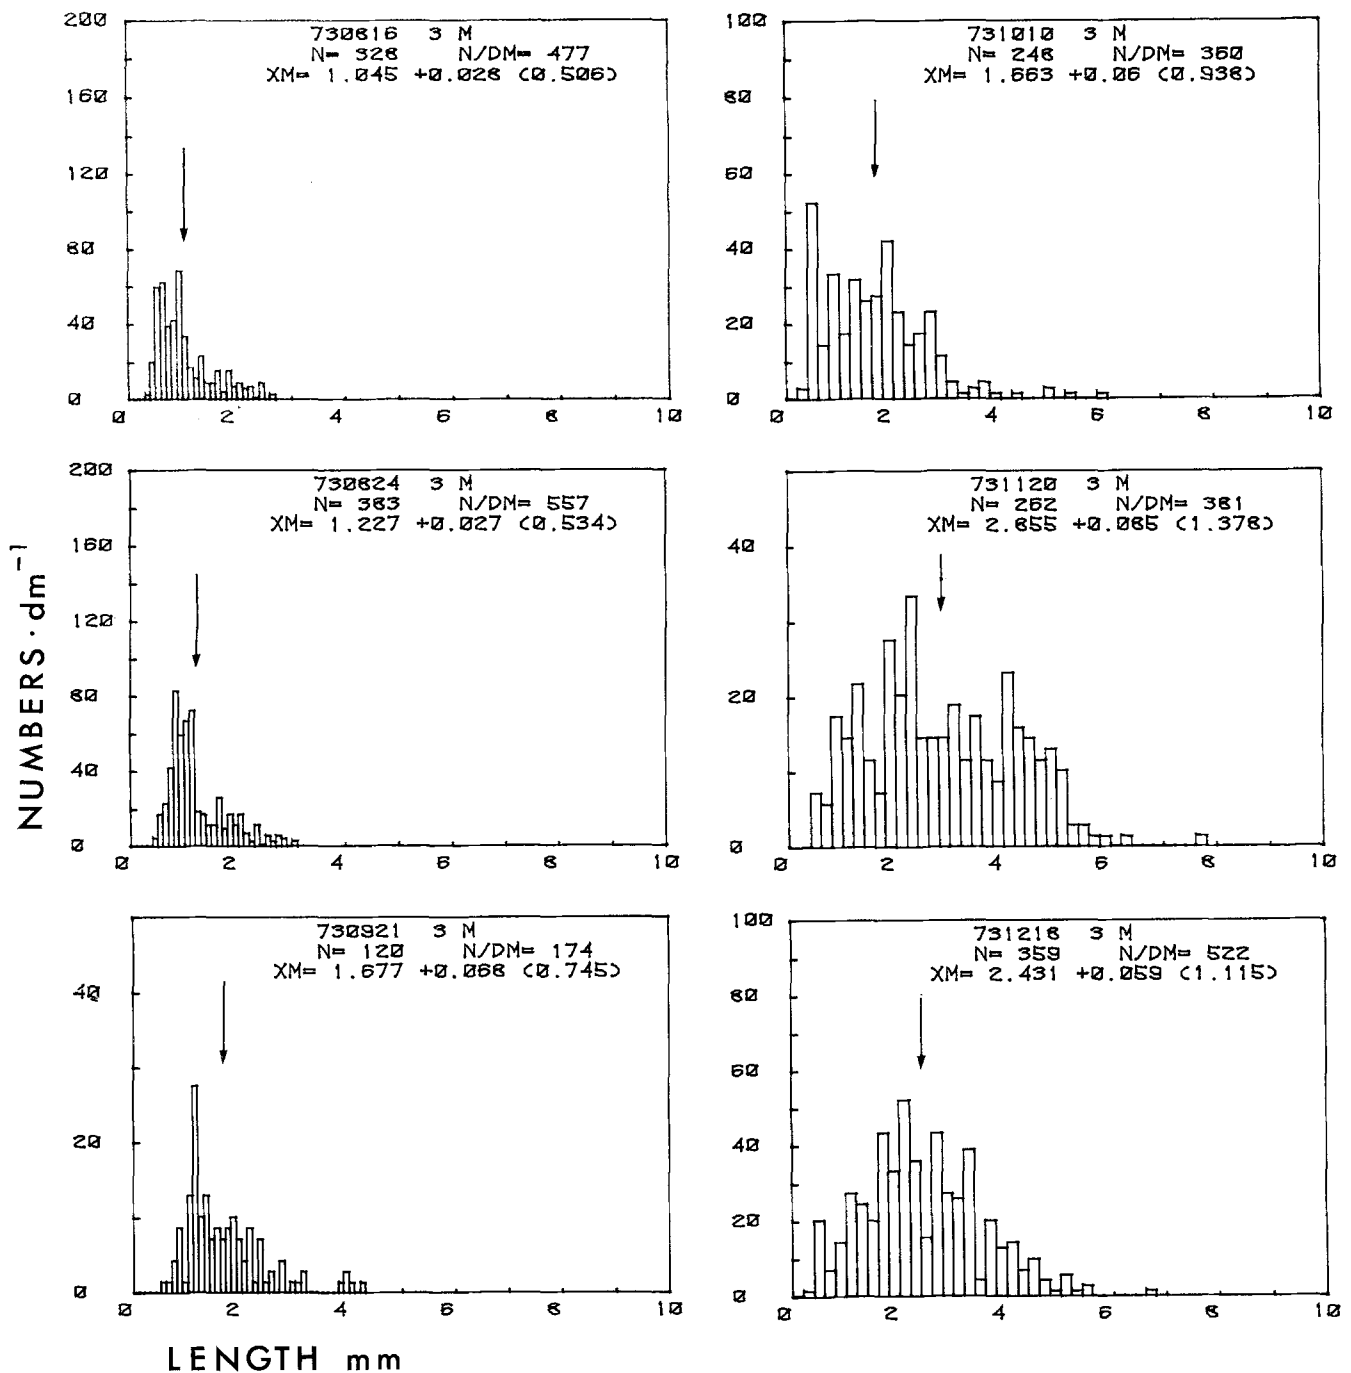 730816 3 M
N= 328 N/DM= 477
XM= 1.045 +0.028 (0.506)
200
160
120
80
40
0
0 2 4 6 8 10
731010 3 M
N= 248 N/DM= 360
XM= 1.663 +0.06 (0.938)
100
80
60
40
20
0
0 2 4 6 8 10
730824 3 M
N= 383 N/DM= 557
XM= 1.227 +0.027 (0.534)
200
160
120
80
40
0
0 2 4 6 8 10
731120 3 M
N= 262 N/DM= 381
XM= 2.855 +0.085 (1.378)
40
20
0
0 2 4 6 8 10
NUMBERS·dm⁻¹
730921 3 M
N= 120 N/DM= 174
XM= 1.677 +0.068 (0.745)
40
20
0
0 2 4 6 8 10
731218 3 M
N= 359 N/DM= 522
XM= 2.431 +0.059 (1.115)
100
80
60
40
20
0
0 2 4 6 8 10
LENGTH mm